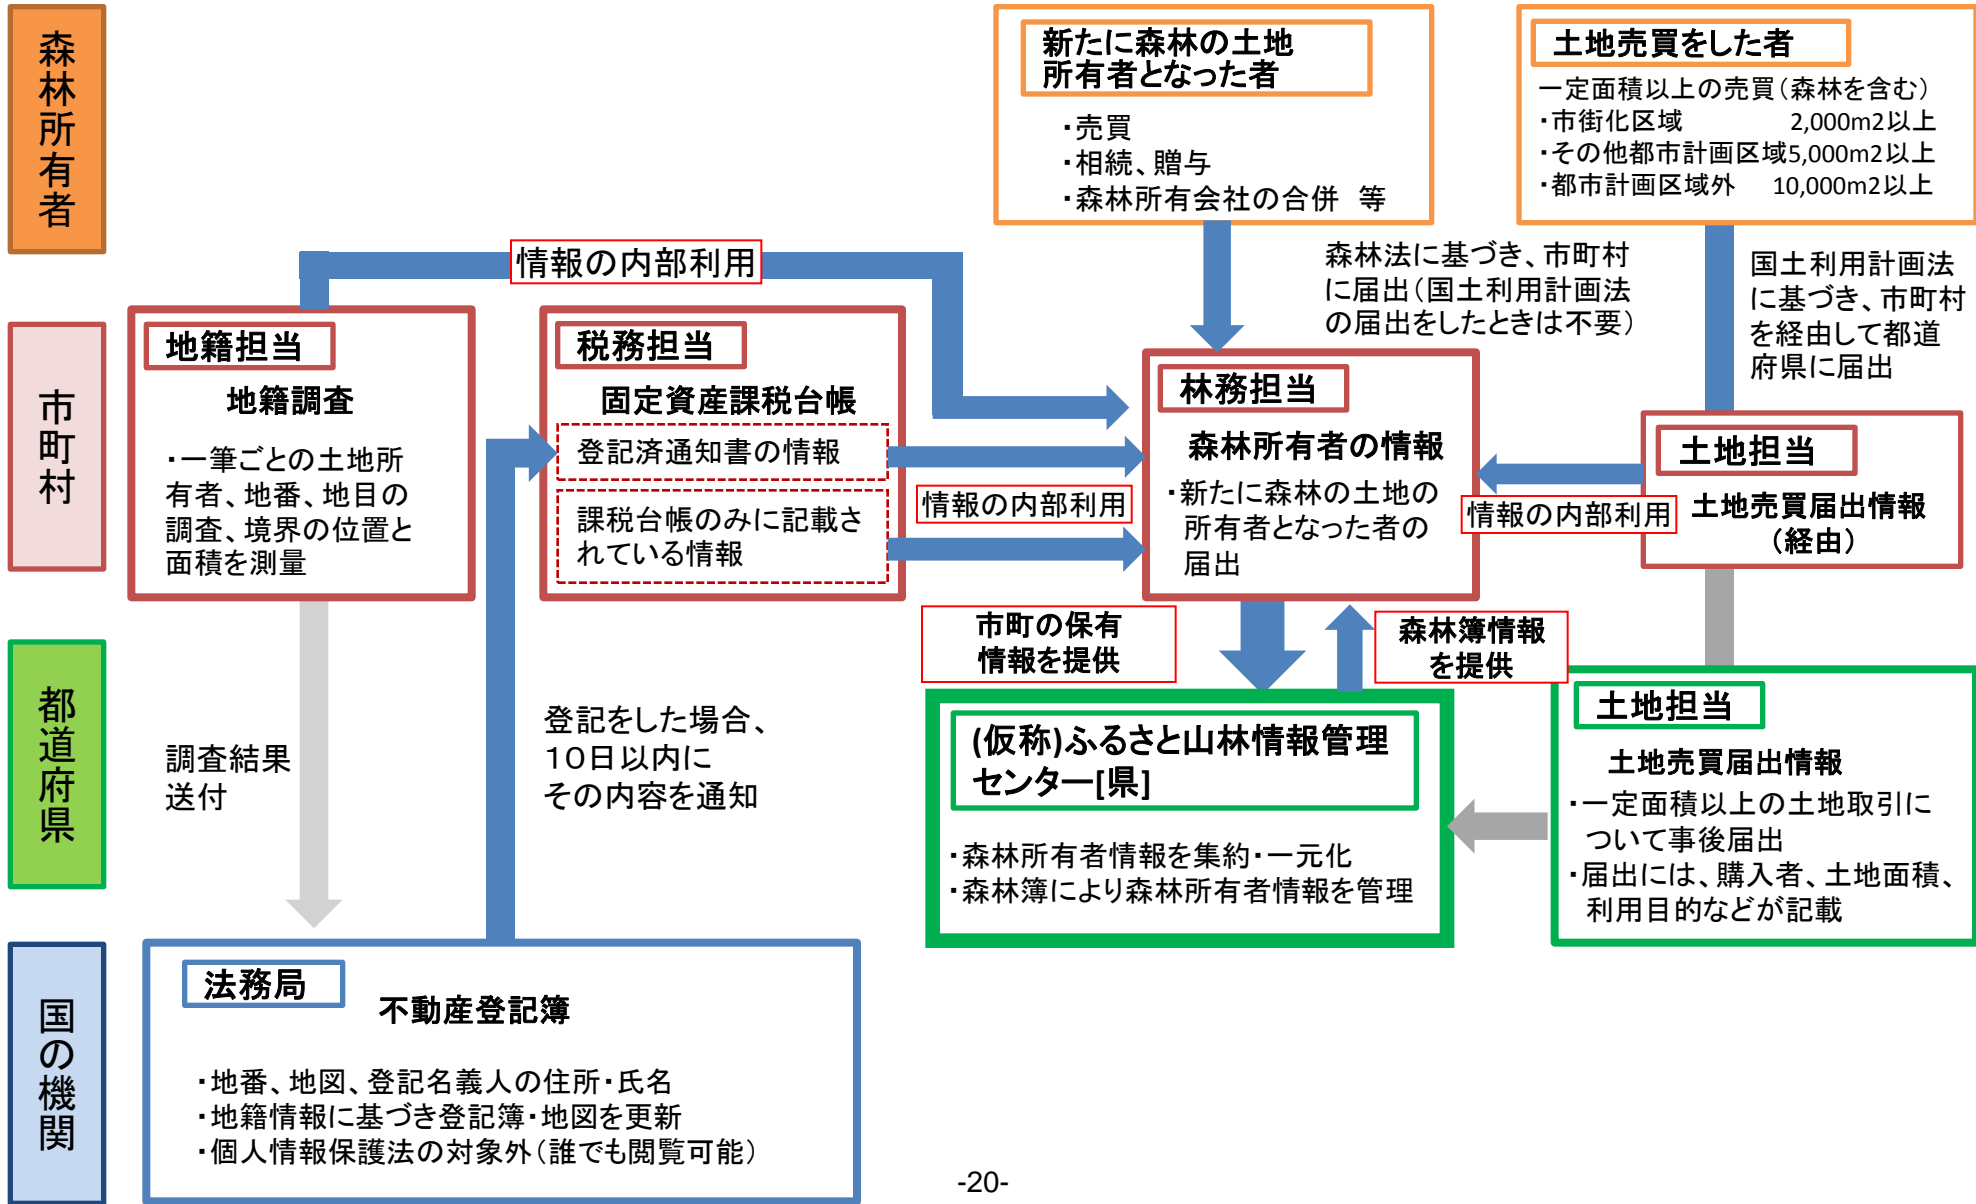 森林所有者
新たに森林の土地
所有者となった者
・売買
・相続、贈与
・森林所有会社の合併　等
土地売買をした者
一定面積以上の売買（森林を含む）
・市街化区域　2,000m2以上
・その他都市計画区域5,000m2以上
・都市計画区域外　10,000m2以上
情報の内部利用
森林法に基づき、市町村
に届出（国土利用計画法
の届出をしたときは不要）
国土利用計画法
に基づき、市町村
を経由して都道
府県に届出
市町村
地籍担当
地籍調査
・一筆ごとの土地所
有者、地番、地目の
調査、境界の位置と
面積を測量
税務担当
固定資産課税台帳
登記済通知書の情報
課税台帳のみに記載さ
れている情報
情報の内部利用
林務担当
森林所有者の情報
・新たに森林の土地の
所有者となった者の
届出
情報の内部利用
土地担当
土地売買届出情報
（経由）
市町の保有
情報を提供
森林簿情報
を提供
都道府県
調査結果
送付
登記をした場合、
10日以内に
その内容を通知
(仮称)ふるさと山林情報管理
センター[県]
・森林所有者情報を集約・一元化
・森林簿により森林所有者情報を管理
土地担当
土地売買届出情報
・一定面積以上の土地取引に
ついて事後届出
・届出には、購入者、土地面積、
利用目的などが記載
国の機関
法務局
不動産登記簿
・地番、地図、登記名義人の住所・氏名
・地籍情報に基づき登記簿・地図を更新
・個人情報保護法の対象外（誰でも閲覧可能）
-20-